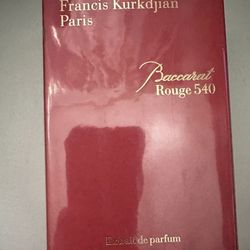 Francis Kurkdjian
Paris
Baccarat
Rouge 540
Extrait de parfum